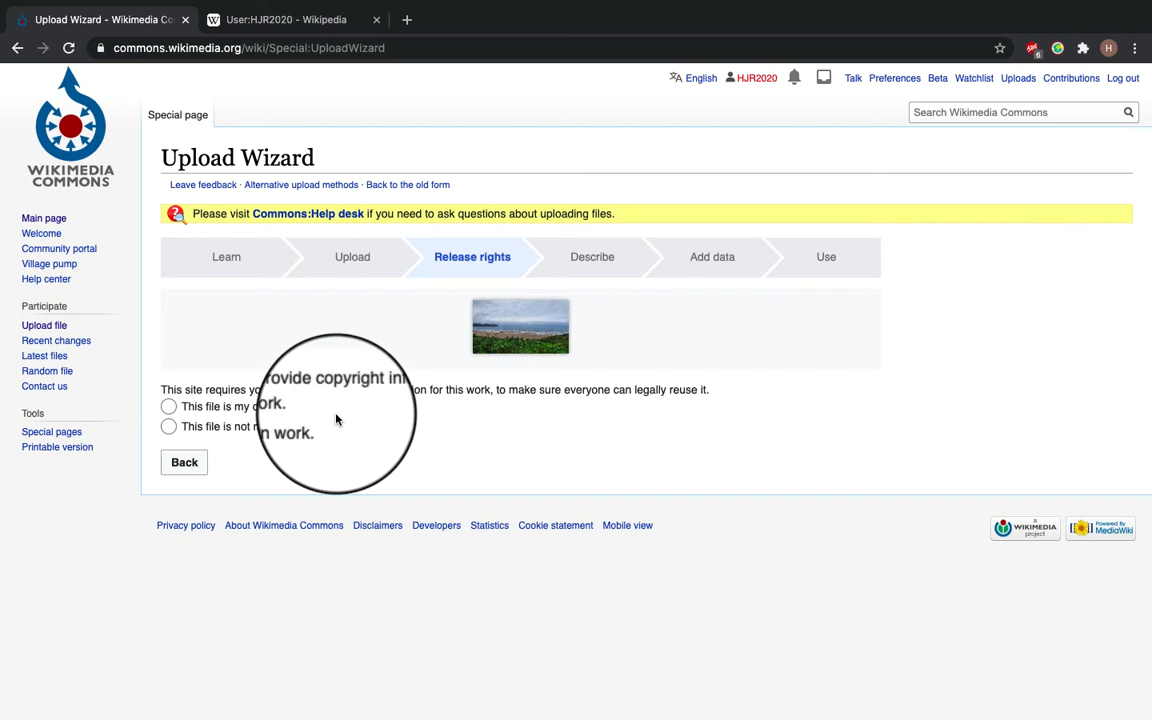 Upload Wizard - Wikimedia Co
User:HJR2020 - Wikipedia
commons.wikimedia.org/wiki/Special:UploadWizard
6
H
English HJR2020 Talk Preferences Beta Watchlist Uploads Contributions Log out
WIKIMEDIA
COMMONS
Special page
Search Wikimedia Commons
Upload Wizard
Leave feedback · Alternative upload methods · Back to the old form
Please visit Commons:Help desk if you need to ask questions about uploading files.
Learn Upload Release rights Describe Add data Use
Main page
Welcome
Community portal
Village pump
Help center
Participate
Upload file
Recent changes
Latest files
Random file
Contact us
Tools
Special pages
Printable version
This site requires yo rovide copyright in on for this work, to make sure everyone can legally reuse it.
This file is my o ork.
This file is not n work.
Back
Privacy policy About Wikimedia Commons Disclaimers Developers Statistics Cookie statement Mobile view
a
WIKIMEDIA
project
Powered By
MediaWiki